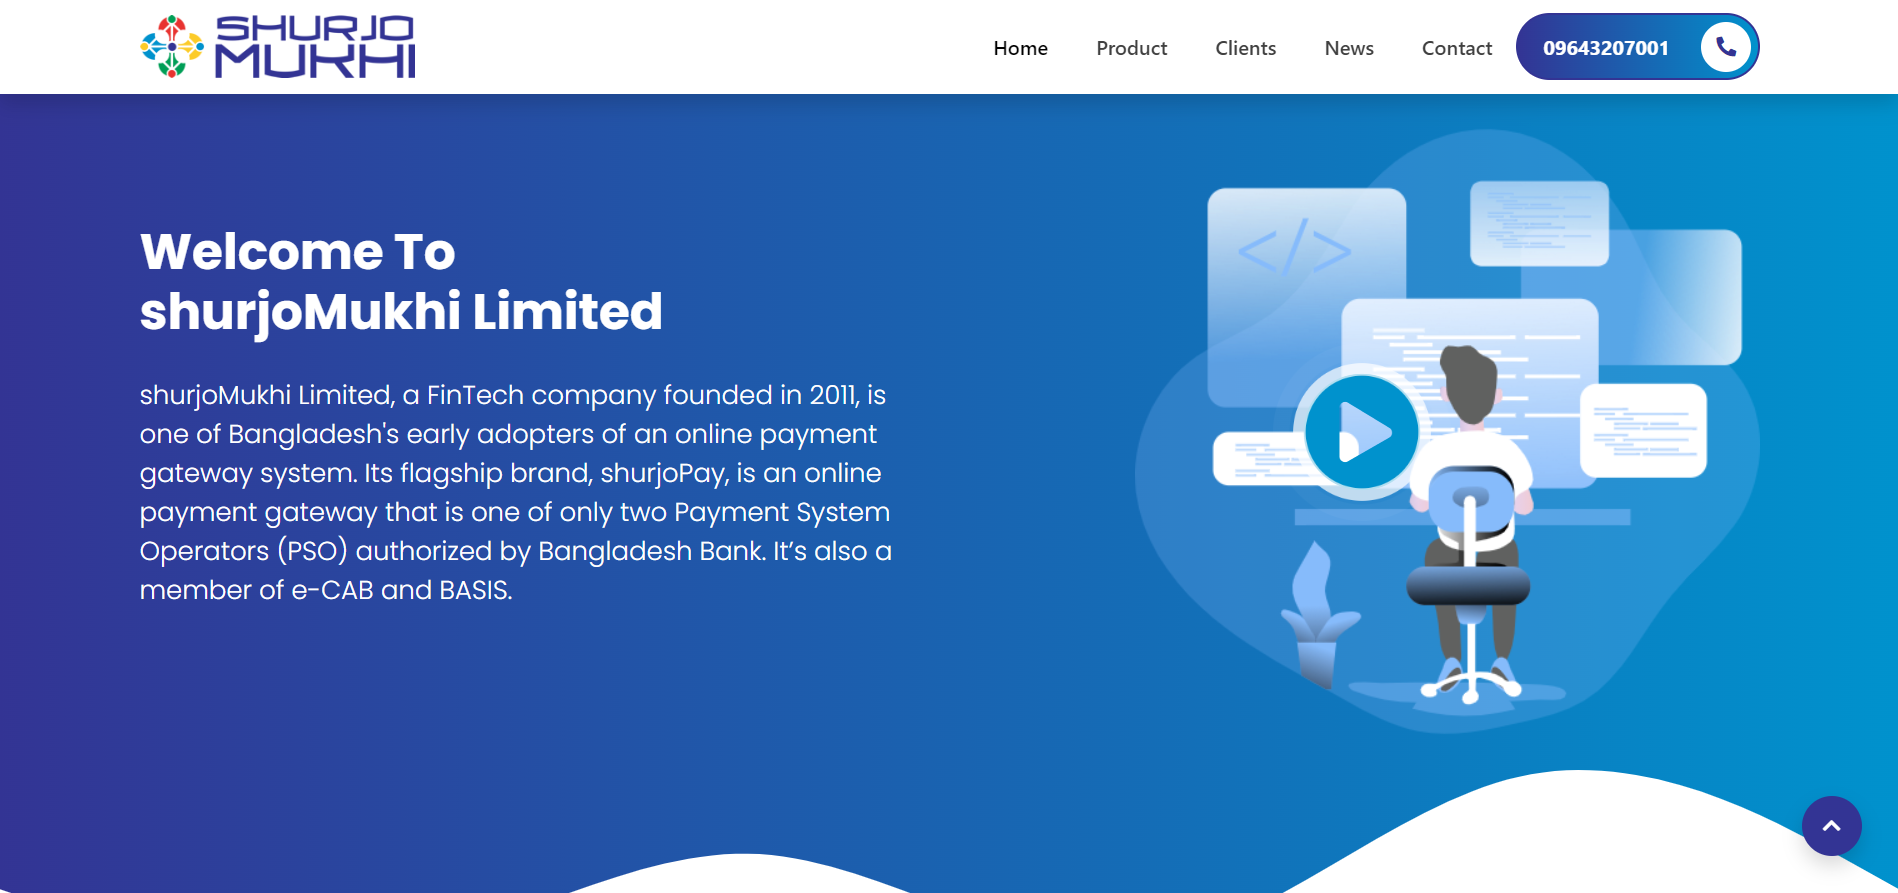 SHURJO
MUKHI
Home
Product
Clients
News
Contact
09643207001
Welcome To
shurjoMukhi Limited
shurjoMukhi Limited, a FinTech company founded in 2011, is
one of Bangladesh's early adopters of an online payment
gateway system. Its flagship brand, shurjoPay, is an online
payment gateway that is one of only two Payment System
Operators (PSO) authorized by Bangladesh Bank. It’s also a
member of e-CAB and BASIS.
</>